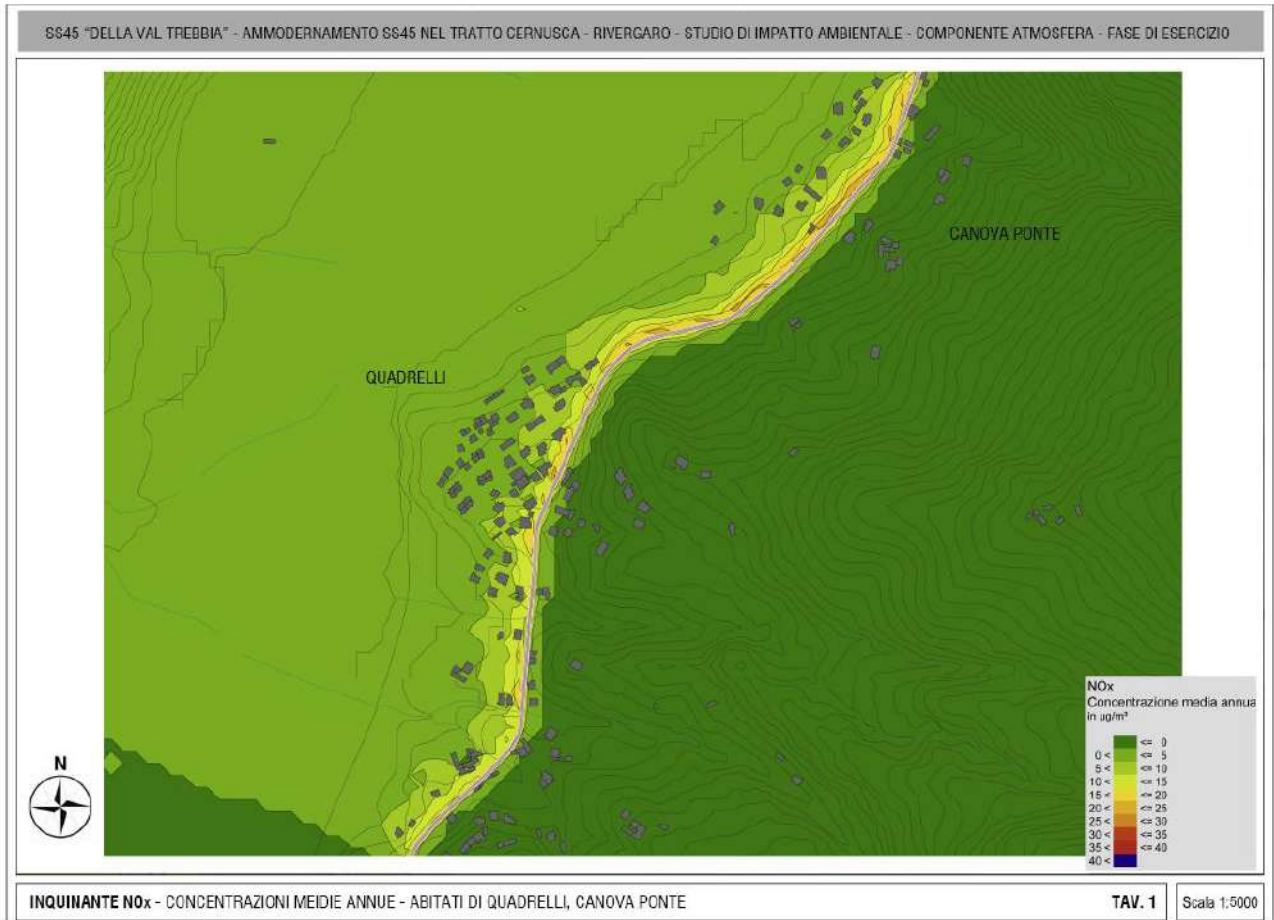 SS45 "DELLA VAL TREBBIA" - AMMODERNAMENTO SS45 NEL TRATTO CERNUSCA - RIVERGARO - STUDIO DI IMPATTO AMBIENTALE - COMPONENTE ATMOSFERA - FASE DI ESERCIZIO
CANOVA PONTE
QUADRELLI
N
NOx
Concentrazione media annua
in ug/m³
<= 0
0 < <= 5
5 < <= 10
10 < <= 15
15 < <= 20
20 < <= 25
25 < <= 30
30 < <= 35
35 < <= 40
40 <
INQUINANTE NOx - CONCENTRAZIONI MEIDIE ANNUE - ABITATI DI QUADRELLI, CANOVA PONTE
TAV. 1
Scala 1:5000